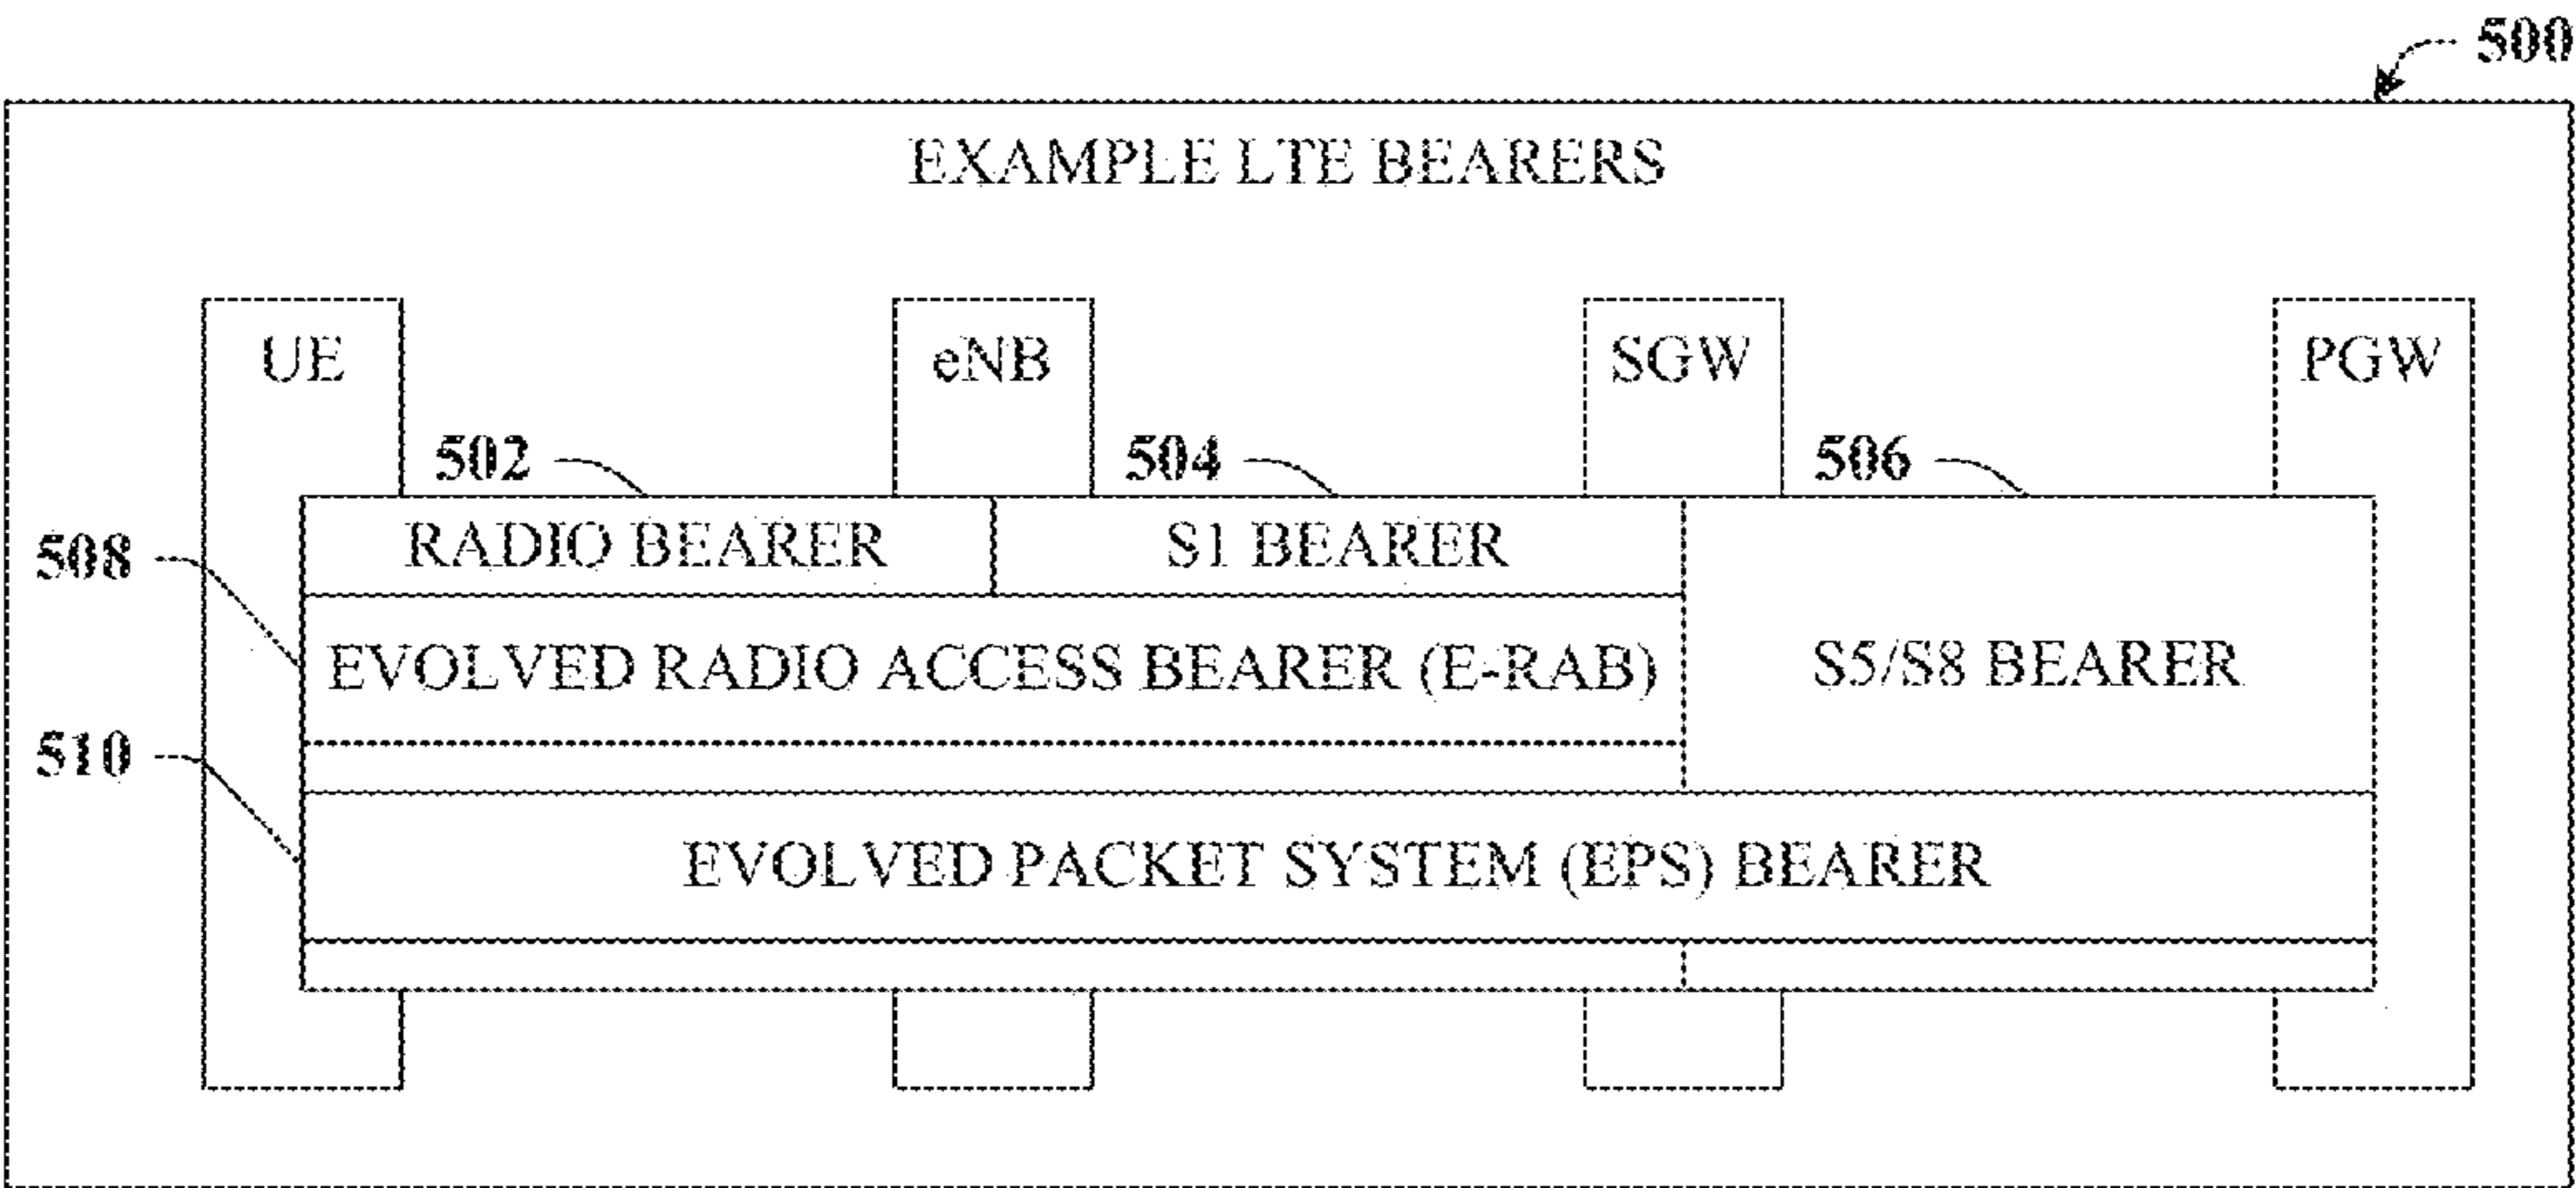 500
EXAMPLE LTE BEARERS
UE eNB SGW PGW
502 504 506
508 RADIO BEARER S1 BEARER
EVOLVED RADIO ACCESS BEARER (E-RAB) S5/S8 BEARER
510
EVOLVED PACKET SYSTEM (EPS) BEARER